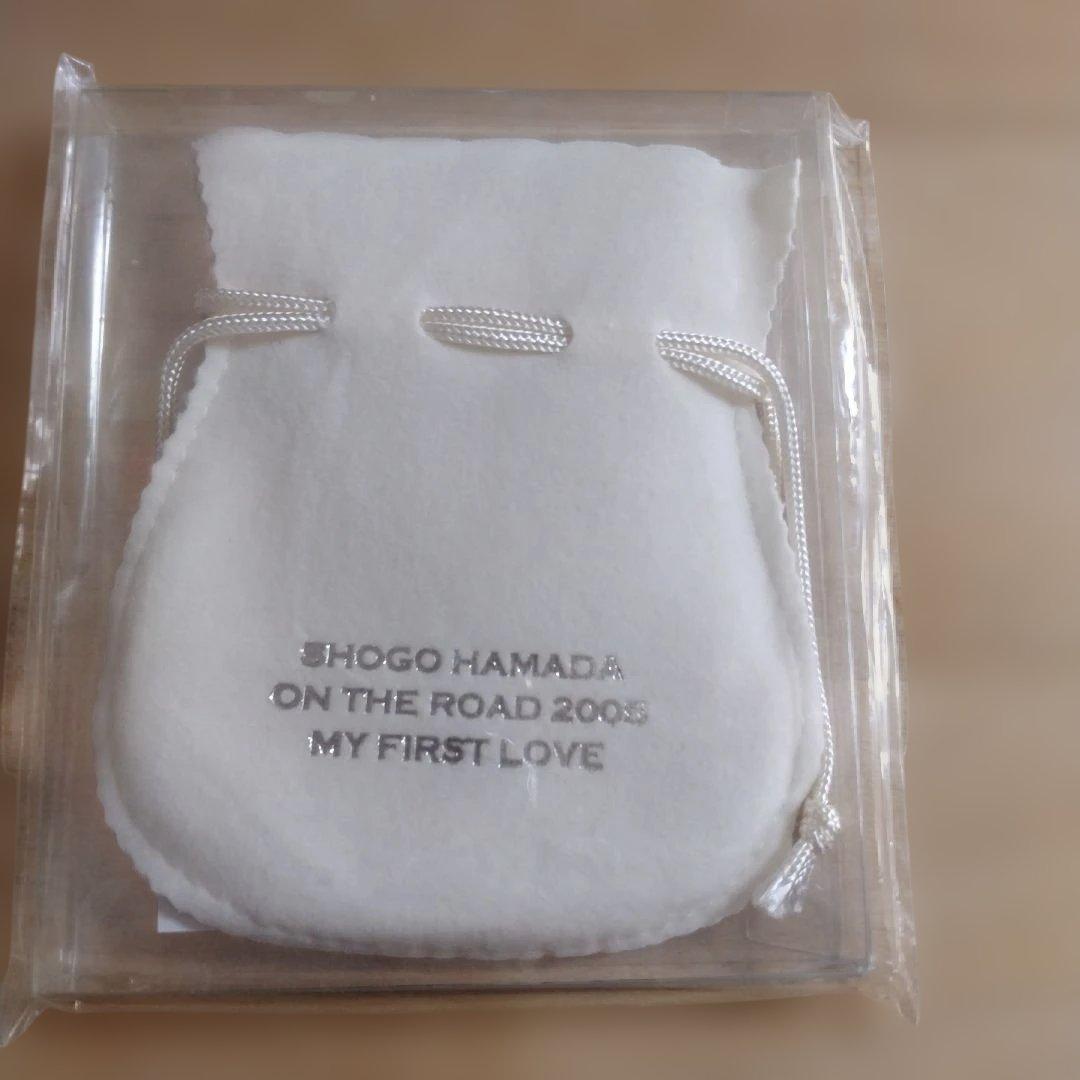 SHOGO HAMADA
ON THE ROAD 2005
MY FIRST LOVE